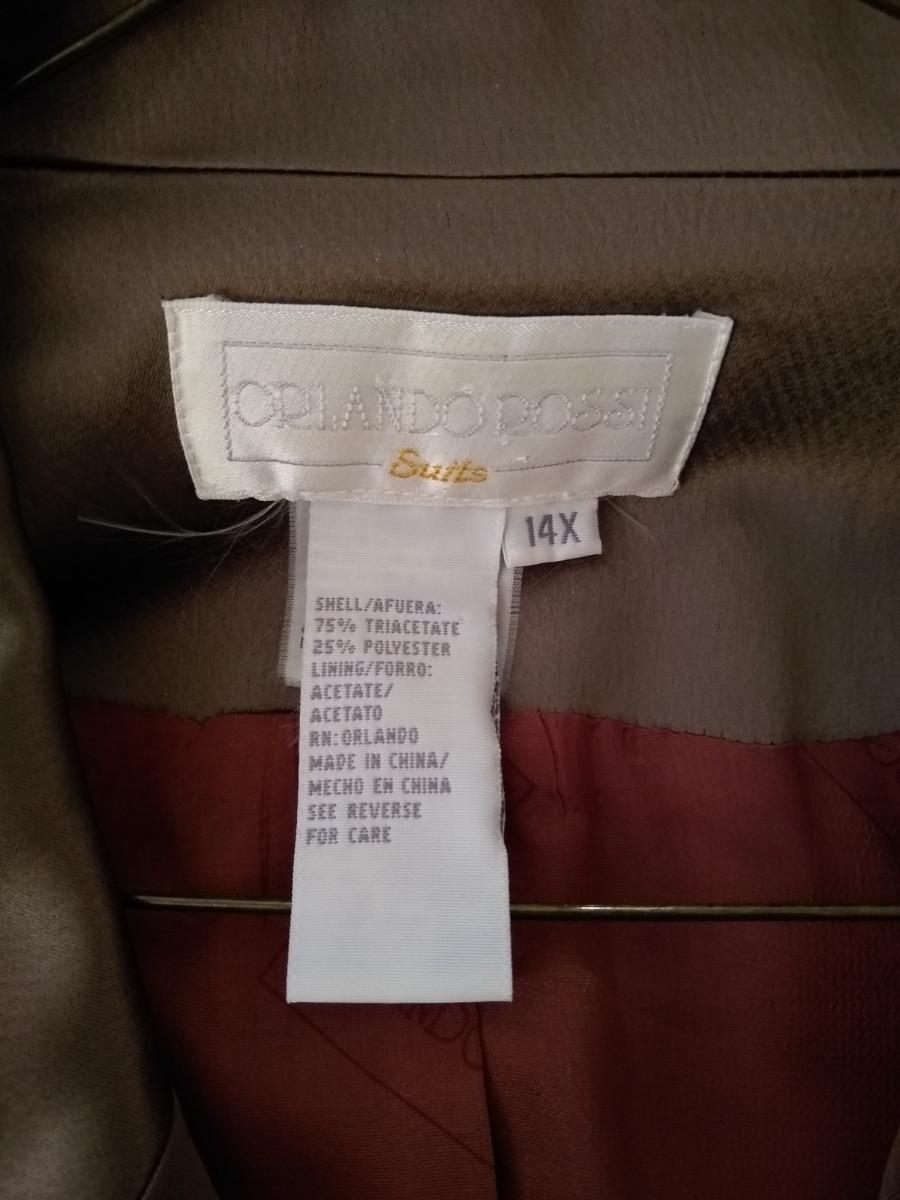 ORLANDO ROSSI
Suits
14X
SHELL/AFUERA:
75% TRIACETATE
25% POLYESTER
LINING/FORRO:
ACETATE/
ACETATO
RN:ORLANDO
MADE IN CHINA/
MECHO EN CHINA
SEE REVERSE
FOR CARE